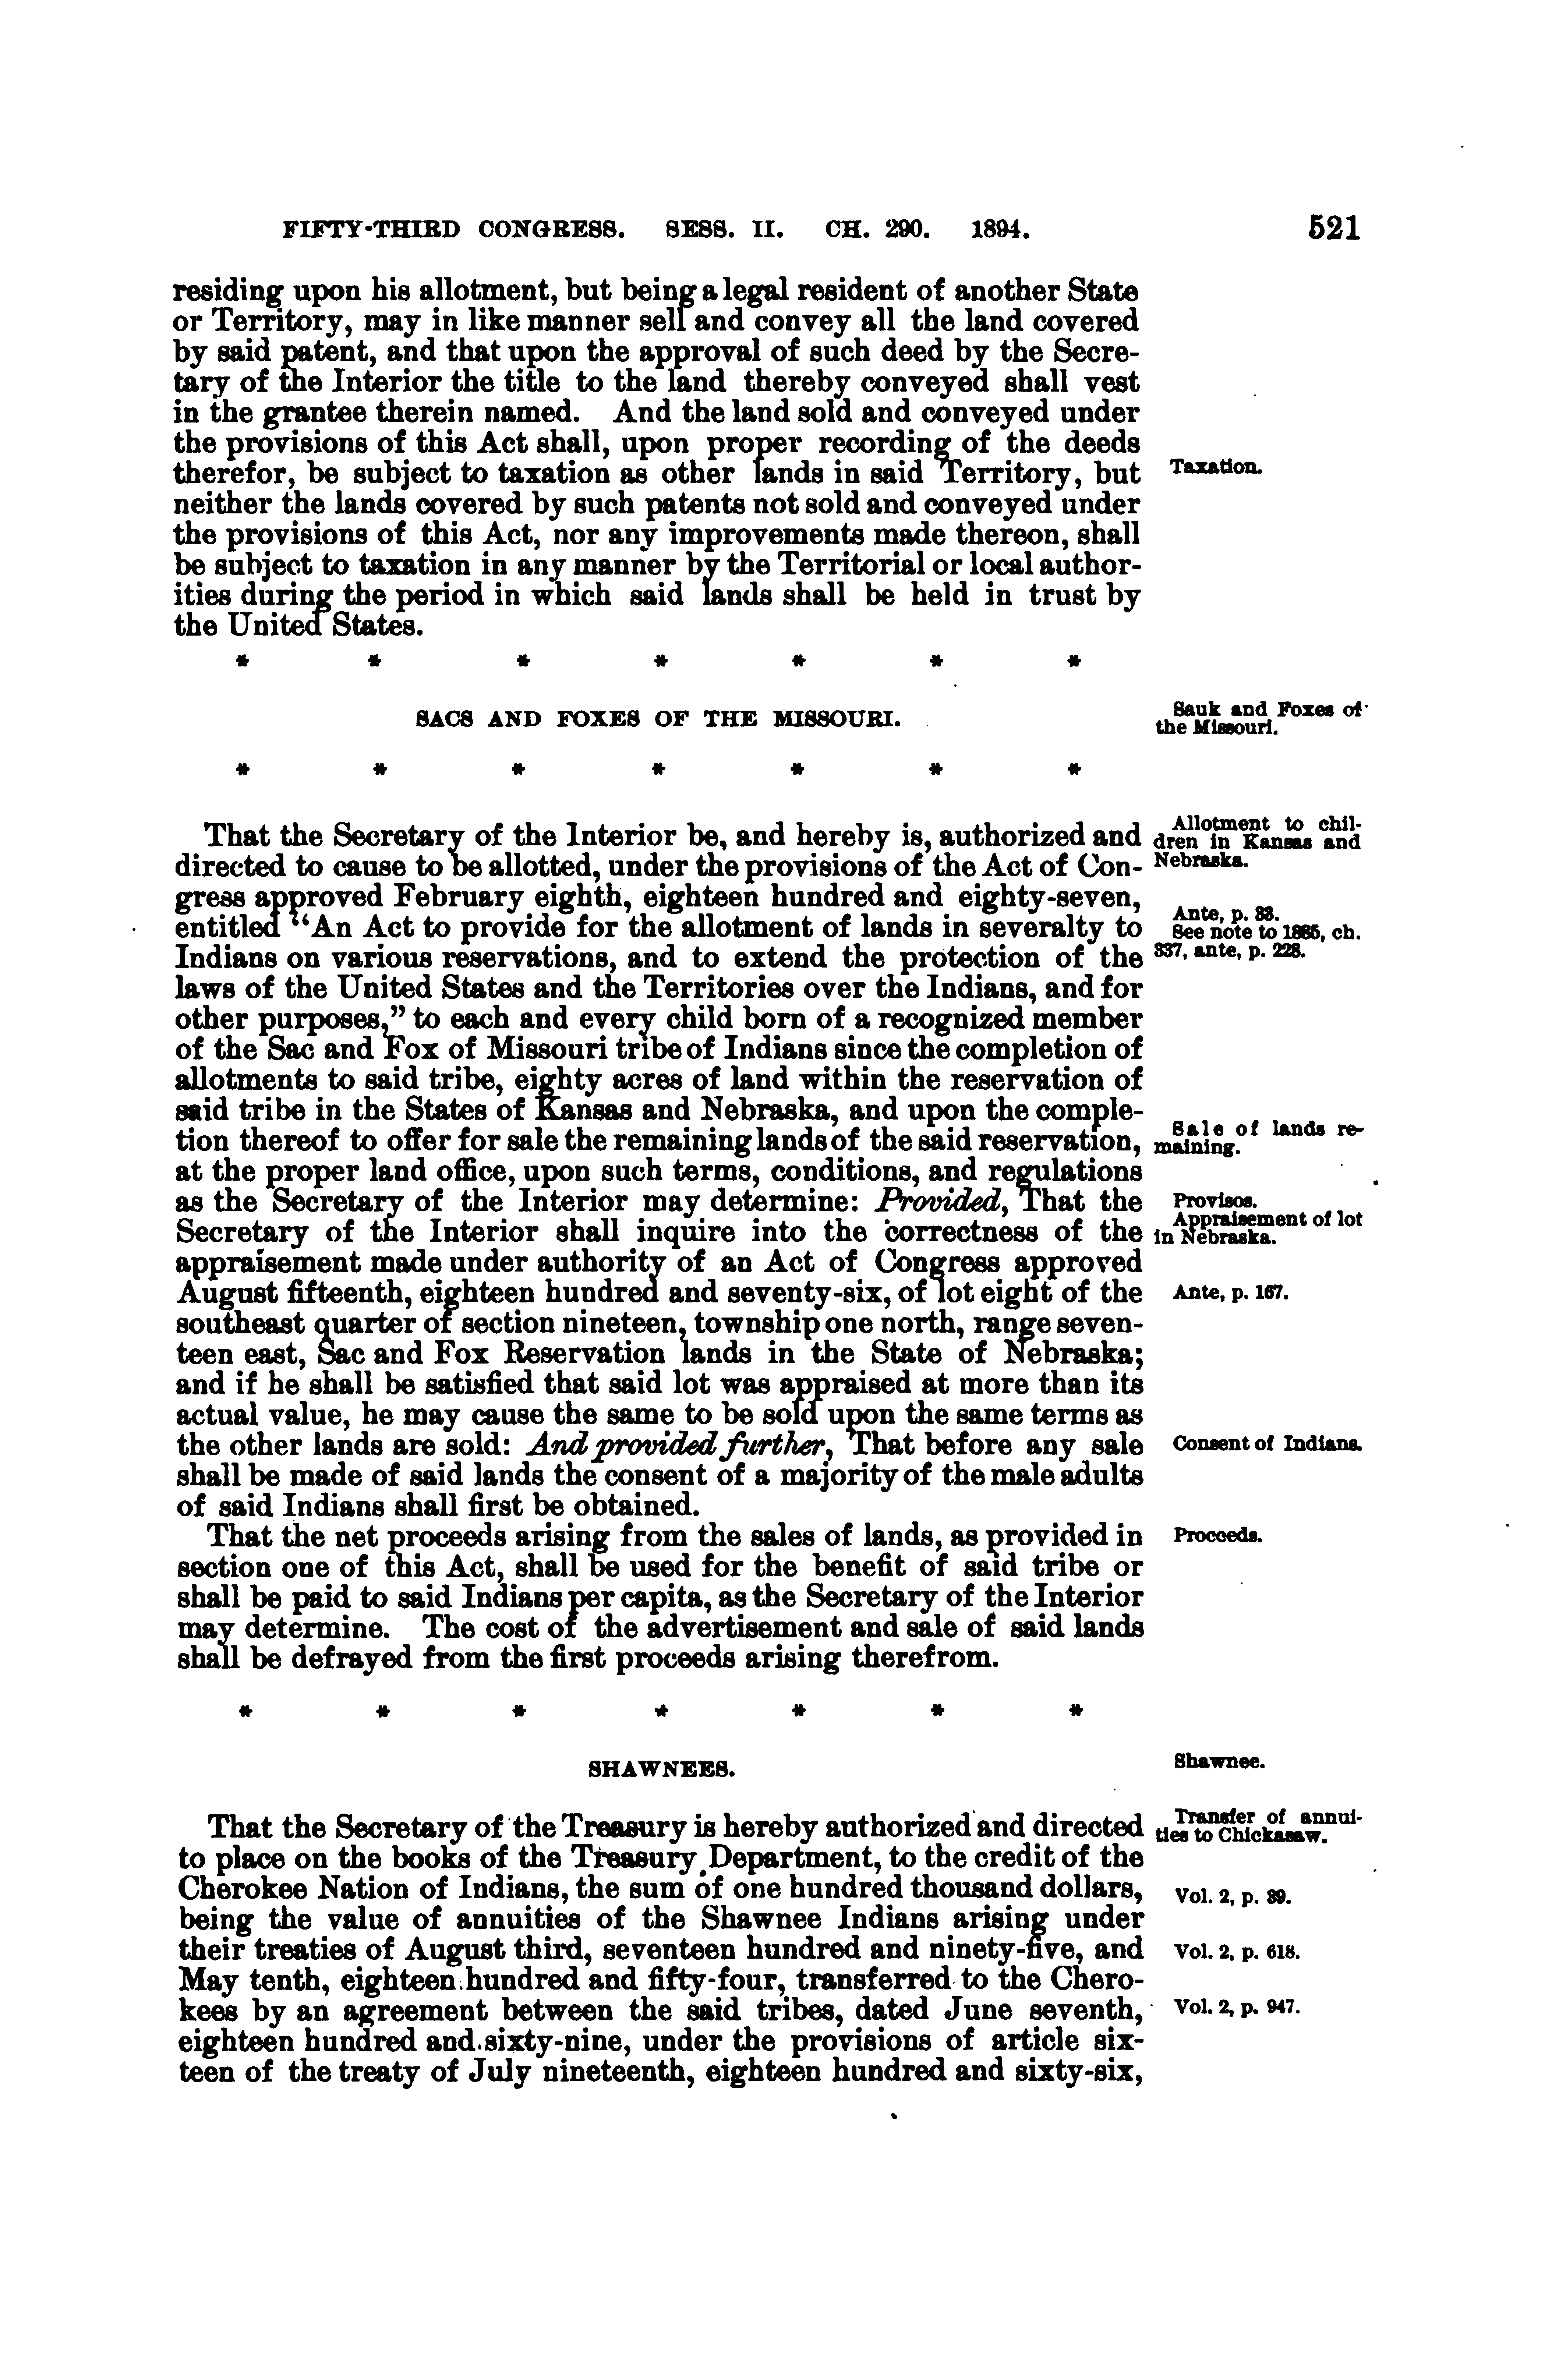 FIFTY-THIRD CONGRESS. SESS. II. CH. 290. 1894. 521
residing upon his allotment, but being a legal resident of another State
or Territory, may in like manner sell and convey all the land covered
by said patent, and that upon the approval of such deed by the Secre-
tary of the Interior the title to the land thereby conveyed shall vest
in the grantee therein named. And the land sold and conveyed under
the provisions of this Act shall, upon proper recording of the deeds
therefor, be subject to taxation as other lands in said Territory, but
Taxation.
neither the lands covered by such patents not sold and conveyed under
the provisions of this Act, nor any improvements made thereon, shall
be subject to taxation in any manner by the Territorial or local author-
ities during the period in which said lands shall be held in trust by
the United States.
* * * * * * *
SACS AND FOXES OF THE MISSOURI.
Sauk and Foxes of
the Missouri.
* * * * * * *
That the Secretary of the Interior be, and hereby is, authorized and
directed to cause to be allotted, under the provisions of the Act of Con-
gress approved February eighth, eighteen hundred and eighty-seven,
entitled "An Act to provide for the allotment of lands in severalty to
Indians on various reservations, and to extend the protection of the
laws of the United States and the Territories over the Indians, and for
other purposes," to each and every child born of a recognized member
of the Sac and Fox of Missouri tribe of Indians since the completion of
allotments to said tribe, eighty acres of land within the reservation of
said tribe in the States of Kansas and Nebraska, and upon the comple-
tion thereof to offer for sale the remaining lands of the said reservation,
at the proper land office, upon such terms, conditions, and regulations
as the Secretary of the Interior may determine: Provided, That the
Secretary of the Interior shall inquire into the correctness of the
appraisement made under authority of an Act of Congress approved
August fifteenth, eighteen hundred and seventy-six, of lot eight of the
southeast quarter of section nineteen, township one north, range seven-
teen east, Sac and Fox Reservation lands in the State of Nebraska;
and if he shall be satisfied that said lot was appraised at more than its
actual value, he may cause the same to be sold upon the same terms as
the other lands are sold: And provided further, That before any sale
shall be made of said lands the consent of a majority of the male adults
of said Indians shall first be obtained.
Allotment to chil-
dren in Kansas and
Nebraska.
Ante, p. 33.
See note to 1885, ch.
337, ante, p. 228.
Sale of lands re-
maining.
Provisos.
Appraisement of lot
in Nebraska.
Ante, p. 167.
Consent of Indians.
That the net proceeds arising from the sales of lands, as provided in
section one of this Act, shall be used for the benefit of said tribe or
shall be paid to said Indians per capita, as the Secretary of the Interior
may determine. The cost of the advertisement and sale of said lands
shall be defrayed from the first proceeds arising therefrom.
Proceeds.
* * * * * * *
SHAWNEES.
Shawnee.
That the Secretary of the Treasury is hereby authorized and directed
to place on the books of the Treasury Department, to the credit of the
Cherokee Nation of Indians, the sum of one hundred thousand dollars,
being the value of annuities of the Shawnee Indians arising under
their treaties of August third, seventeen hundred and ninety-five, and
May tenth, eighteen hundred and fifty-four, transferred to the Chero-
kees by an agreement between the said tribes, dated June seventh,
eighteen hundred and sixty-nine, under the provisions of article six-
teen of the treaty of July nineteenth, eighteen hundred and sixty-six,
Transfer of annui-
ties to Chickasaw.
Vol. 2, p. 39.
Vol. 2, p. 618.
Vol. 2, p. 947.